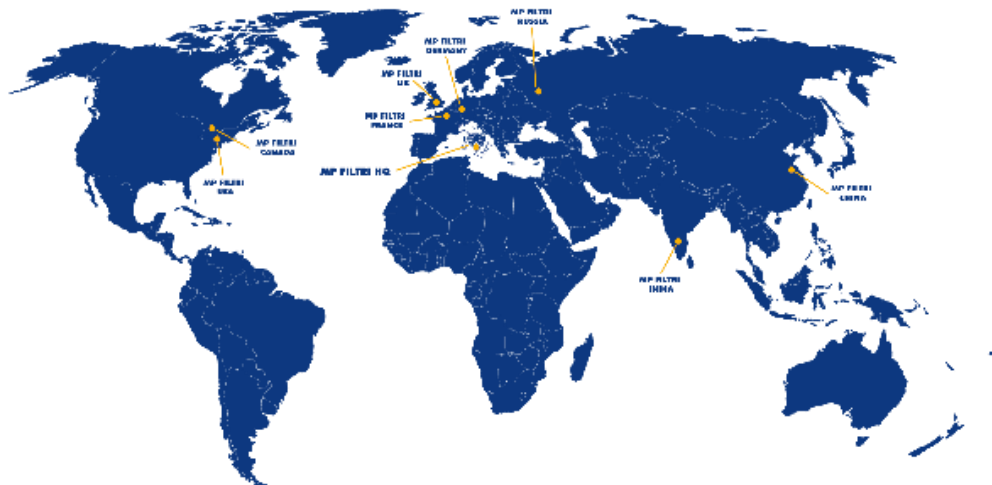 MP FILTRI
RUSSIA
MP FILTRI
GERMANY
MP FILTRI
UK
MP FILTRI
FRANCE
MP FILTRI
CANADA
MP FILTRI HQ
MP FILTRI
USA
MP FILTRI
CHINA
MP FILTRI
INDIA